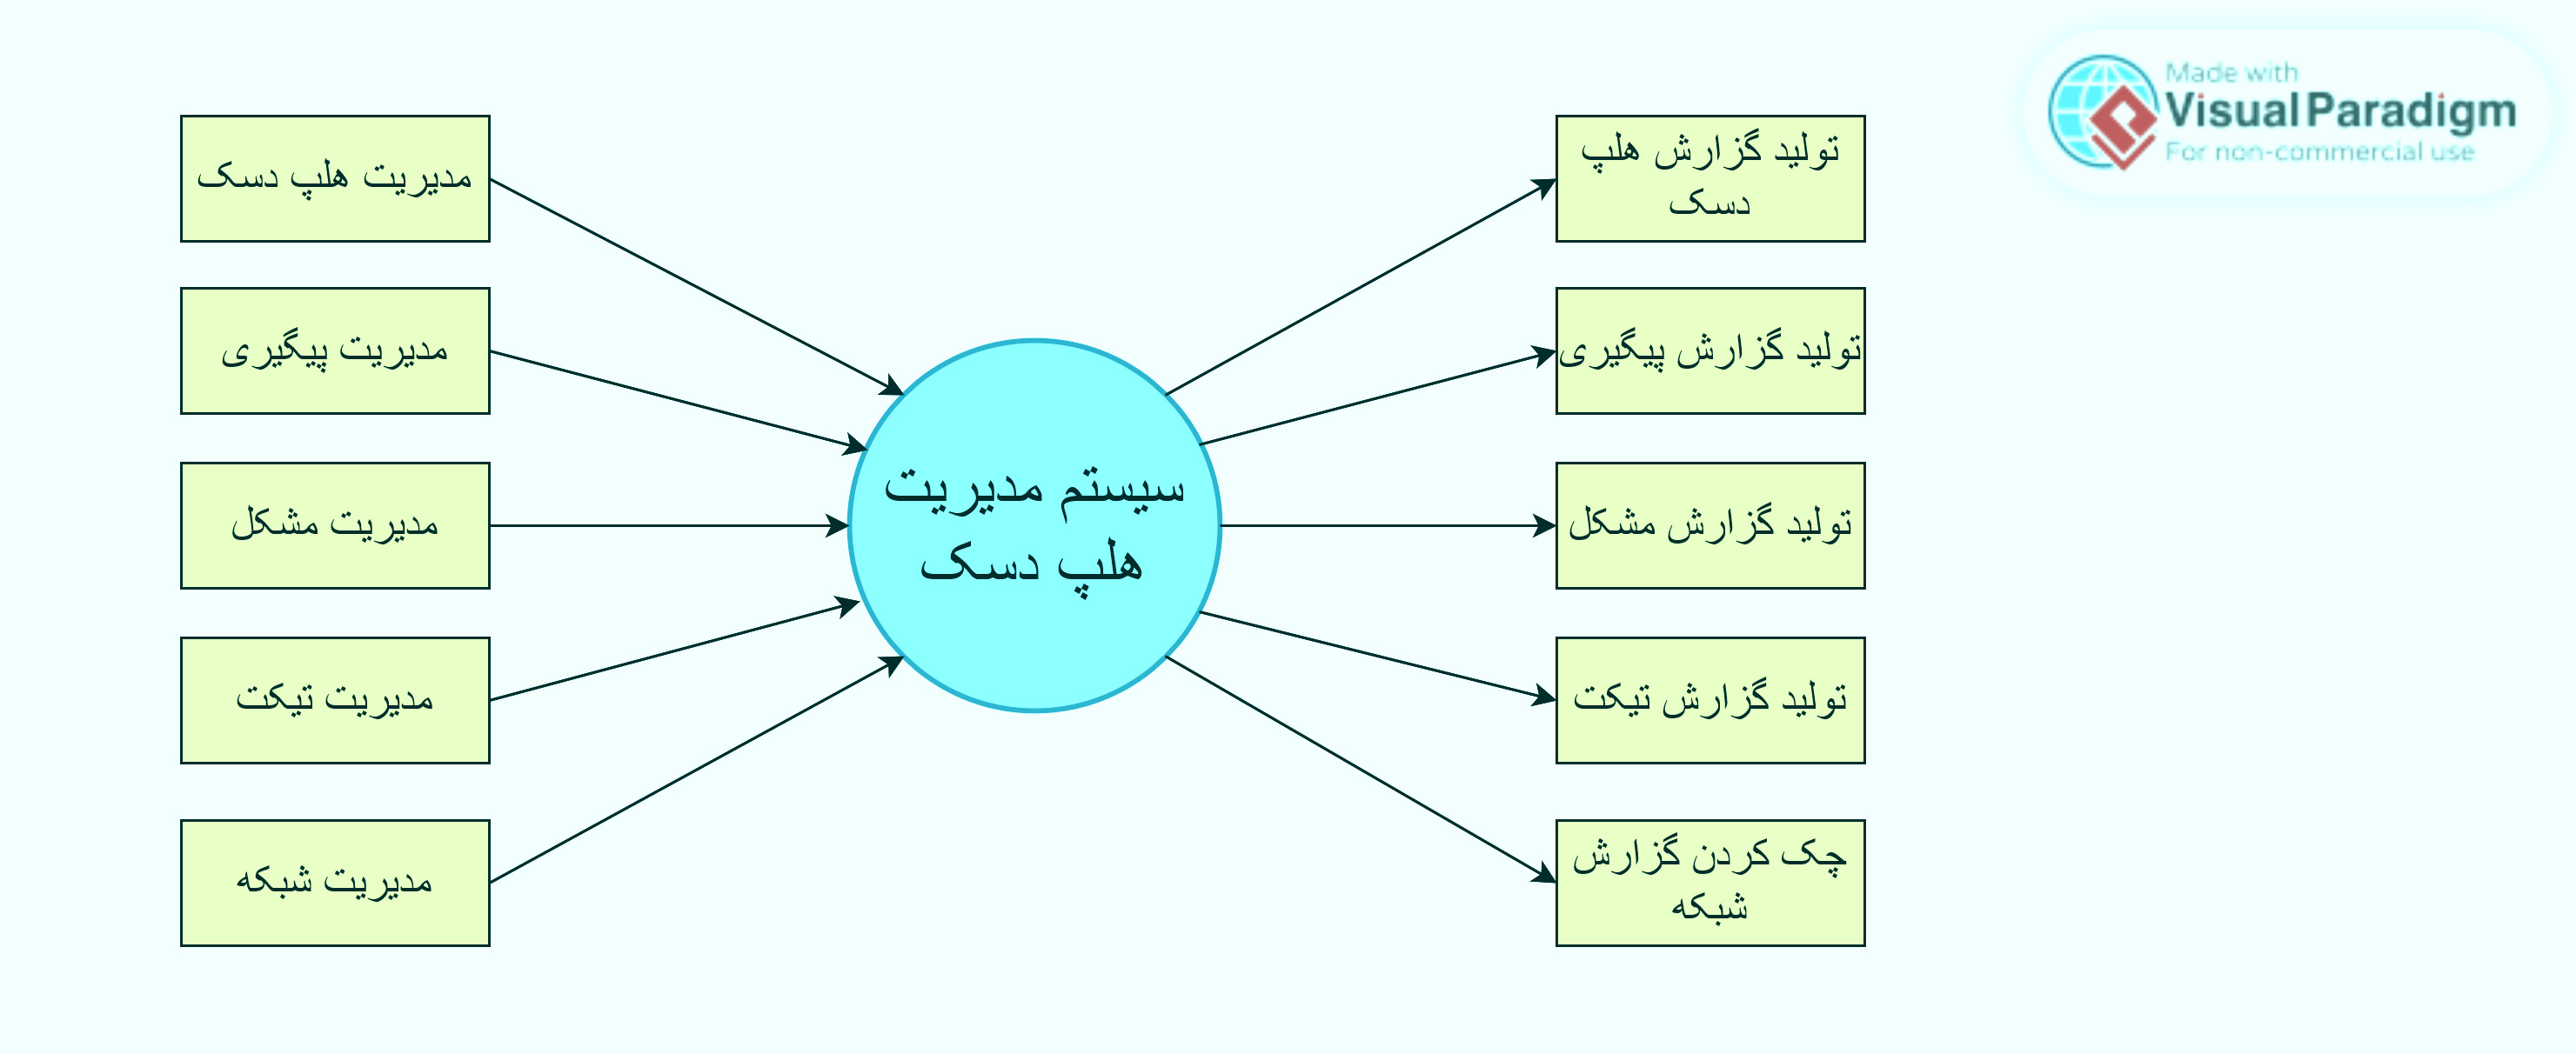 مدیریت هلپ دسک
مدیریت پیگیری
مدیریت مشکل
مدیریت تیکت
مدیریت شبکه
سیستم مدیریت
هلپ دسک
تولید گزارش هلپ
دسک
تولید گزارش پیگیری
تولید گزارش مشکل
تولید گزارش تیکت
چک کردن گزارش
شبکه
Made with
Visual Paradigm
For non-commercial use